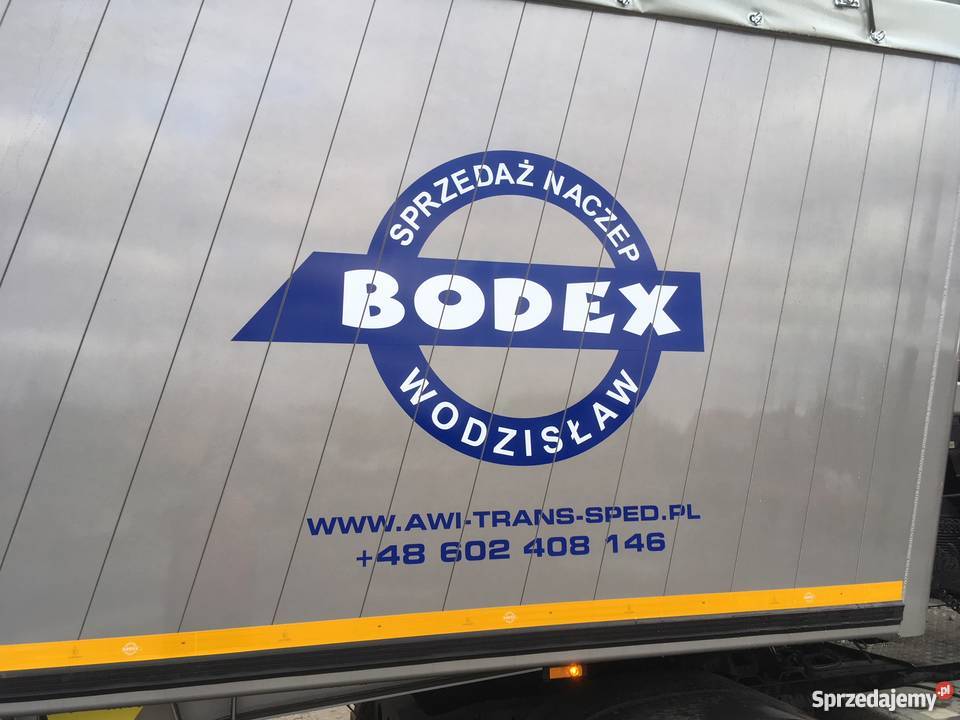 SPRZEDAŻ NACZEP
BODEX
WODZISŁAW
WWW.AWI-TRANS-SPED.PL
+48 602 408 146
Sprzedajemy.pl